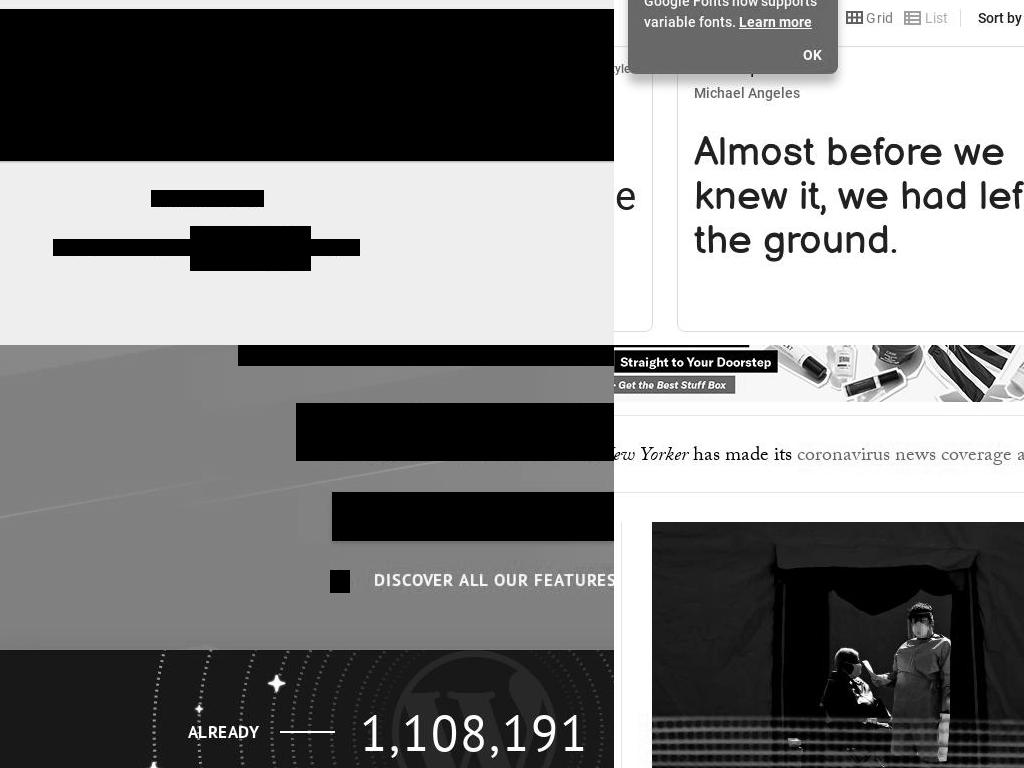 Google Fonts now supports
variable fonts. Learn more
OK
Grid
List
Sort by
Michael Angeles
Almost before we
knew it, we had lef
the ground.
e
Straight to Your Doorstep
Get the Best Stuff Box
ew Yorker has made its coronavirus news coverage a
DISCOVER ALL OUR FEATURES
ALREADY
1,108,191